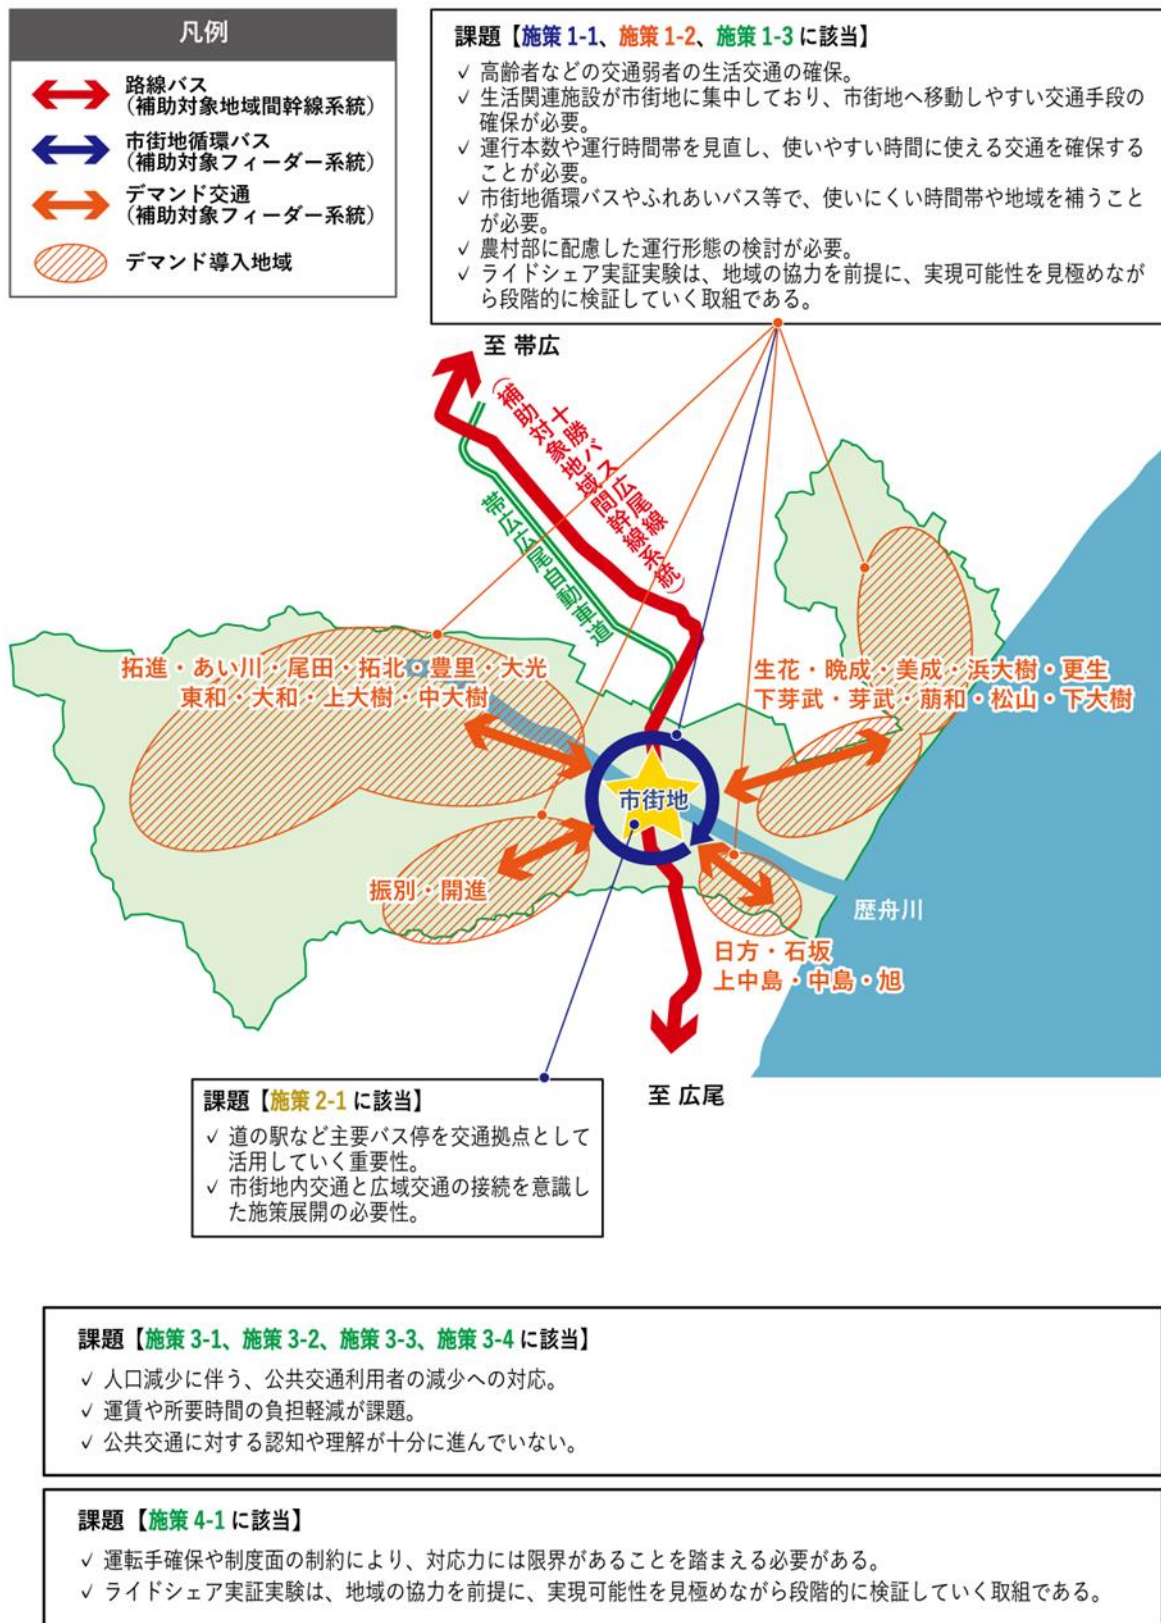 凡例
路線バス
（補助対象地域間幹線系統）
市街地循環バス
（補助対象フィーダー系統）
デマンド交通
（補助対象フィーダー系統）
デマンド導入地域
課題【施策 1-1、施策 1-2、施策 1-3 に該当】
✓ 高齢者などの交通弱者の生活交通の確保。
✓ 生活関連施設が市街地に集中しており、市街地へ移動しやすい交通手段の
確保が必要。
✓ 運行本数や運行時間帯を見直し、使いやすい時間に使える交通を確保する
ことが必要。
✓ 市街地循環バスやふれあいバス等で、使いにくい時間帯や地域を補うこと
が必要。
✓ 農村部に配慮した運行形態の検討が必要。
✓ ライドシェア実証実験は、地域の協力を前提に、実現可能性を見極めなが
ら段階的に検証していく取組である。
至 帯広
十勝バス広尾線
（補助対象地域間幹線系統）
帯広広尾自動車道
拓進・あい川・尾田・拓北・豊里・大光
東和・大和・上大樹・中大樹
生花・晩成・美成・浜大樹・更生
下芽武・芽武・萠和・松山・下大樹
市街地
振別・開進
歴舟川
日方・石坂
上中島・中島・旭
至 広尾
課題【施策 2-1 に該当】
✓ 道の駅など主要バス停を交通拠点として
活用していく重要性。
✓ 市街地内交通と広域交通の接続を意識し
た施策展開の必要性。
課題【施策 3-1、施策 3-2、施策 3-3、施策 3-4 に該当】
✓ 人口減少に伴う、公共交通利用者の減少への対応。
✓ 運賃や所要時間の負担軽減が課題。
✓ 公共交通に対する認知や理解が十分に進んでいない。
課題【施策 4-1 に該当】
✓ 運転手確保や制度面の制約により、対応力には限界があることを踏まえる必要がある。
✓ ライドシェア実証実験は、地域の協力を前提に、実現可能性を見極めながら段階的に検証していく取組である。